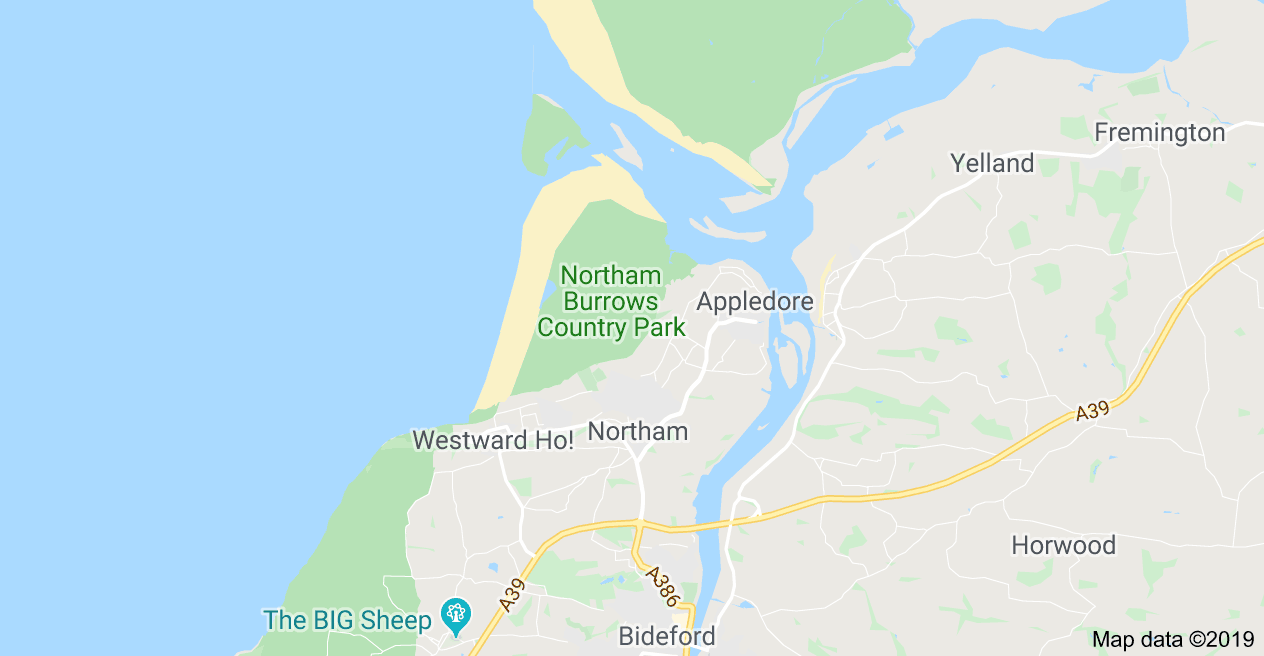 Fremington
Yelland
Northam
Burrows
Country Park
Appledore
A39
Westward Ho!
Northam
Horwood
A39
A386
The BIG Sheep
Bideford
Map data ©2019